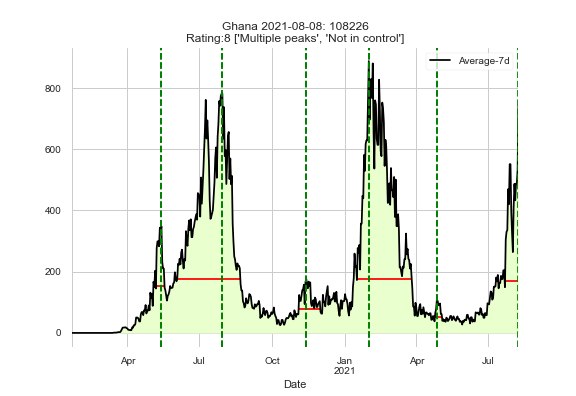 Ghana 2021-08-08: 108226
Rating:8 ['Multiple peaks', 'Not in control']
Average-7d
800
600
400
200
0
Apr Jul Oct Jan Apr Jul
2021
Date